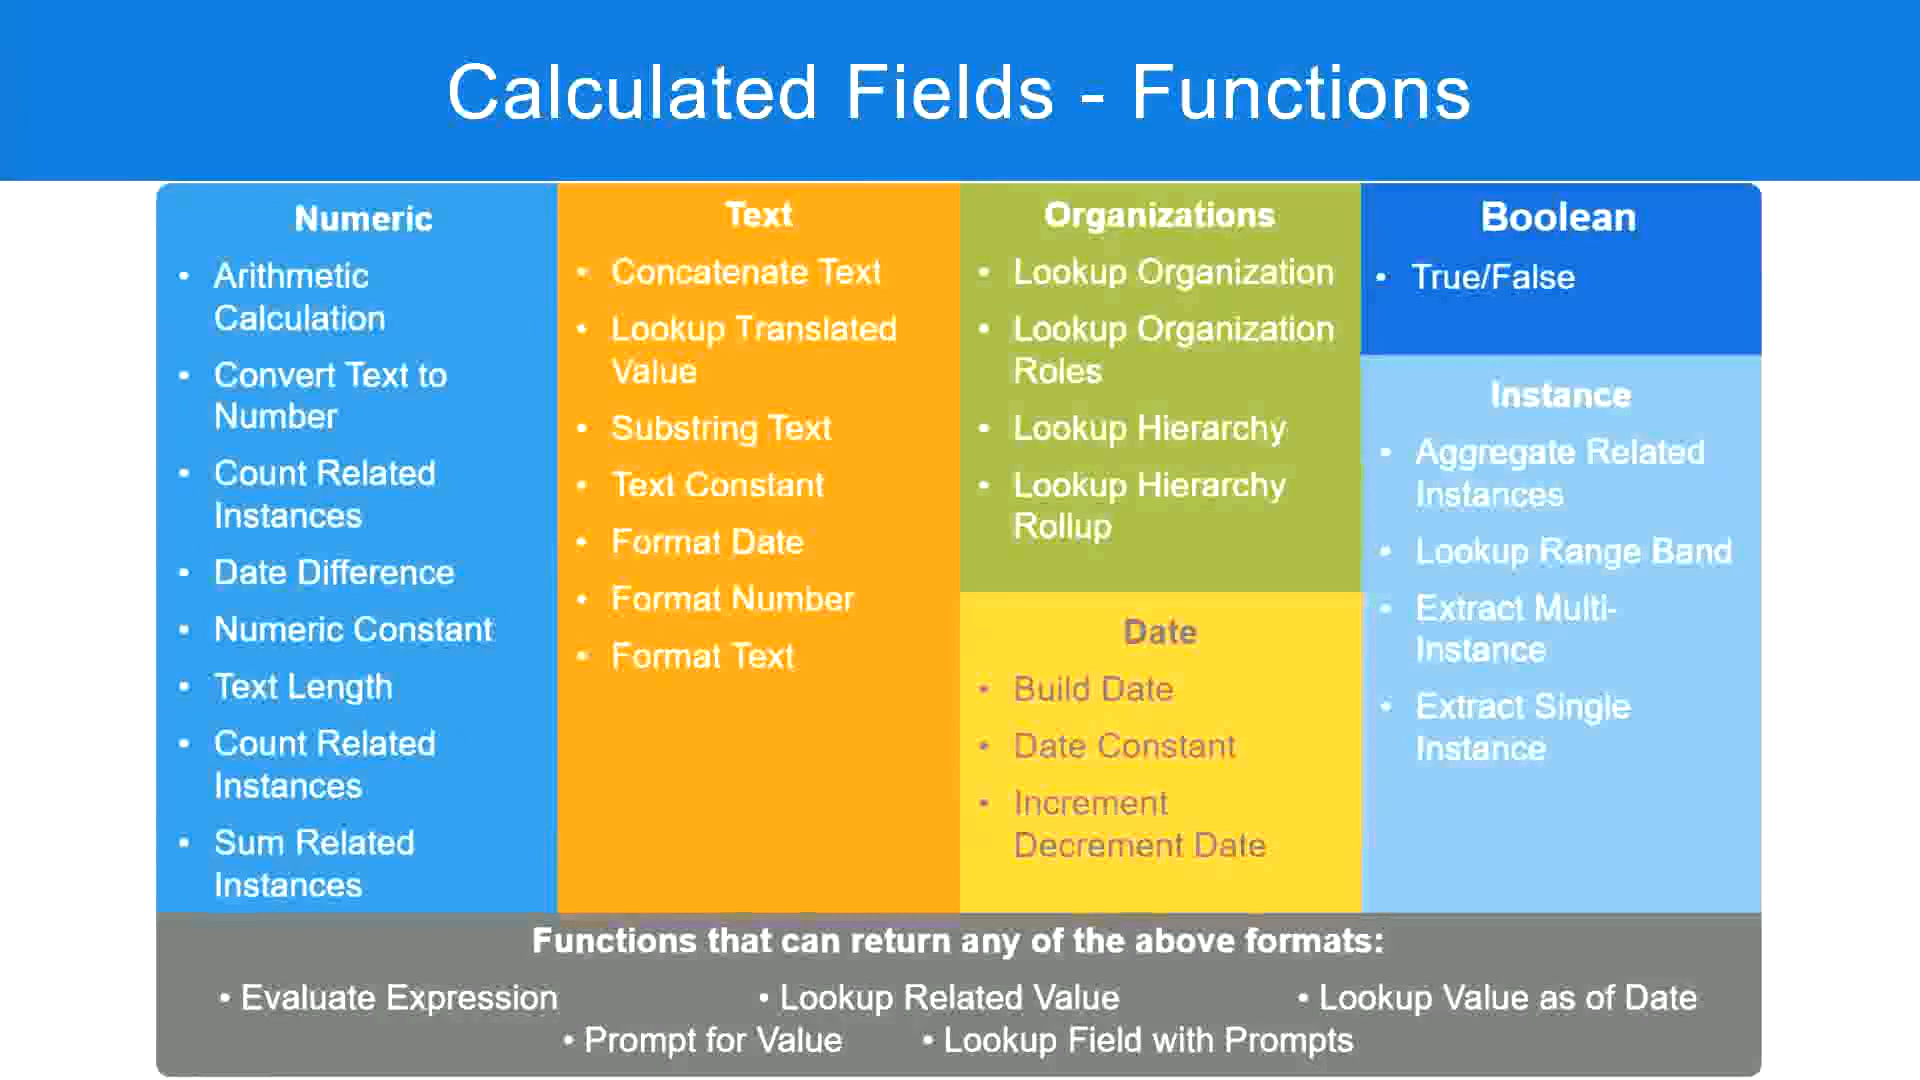 Calculated Fields - Functions
Numeric
• Arithmetic
Calculation
• Convert Text to
Number
• Count Related
Instances
• Date Difference
• Numeric Constant
• Text Length
• Count Related
Instances
• Sum Related
Instances
Text
• Concatenate Text
• Lookup Translated
Value
• Substring Text
• Text Constant
• Format Date
• Format Number
• Format Text
Organizations
• Lookup Organization
• Lookup Organization
Roles
• Lookup Hierarchy
• Lookup Hierarchy
Rollup
Date
• Build Date
• Date Constant
• Increment
Decrement Date
Boolean
• True/False
Instance
• Aggregate Related
Instances
• Lookup Range Band
• Extract Multi-
Instance
• Extract Single
Instance
Functions that can return any of the above formats:
• Evaluate Expression • Lookup Related Value • Lookup Value as of Date
• Prompt for Value • Lookup Field with Prompts